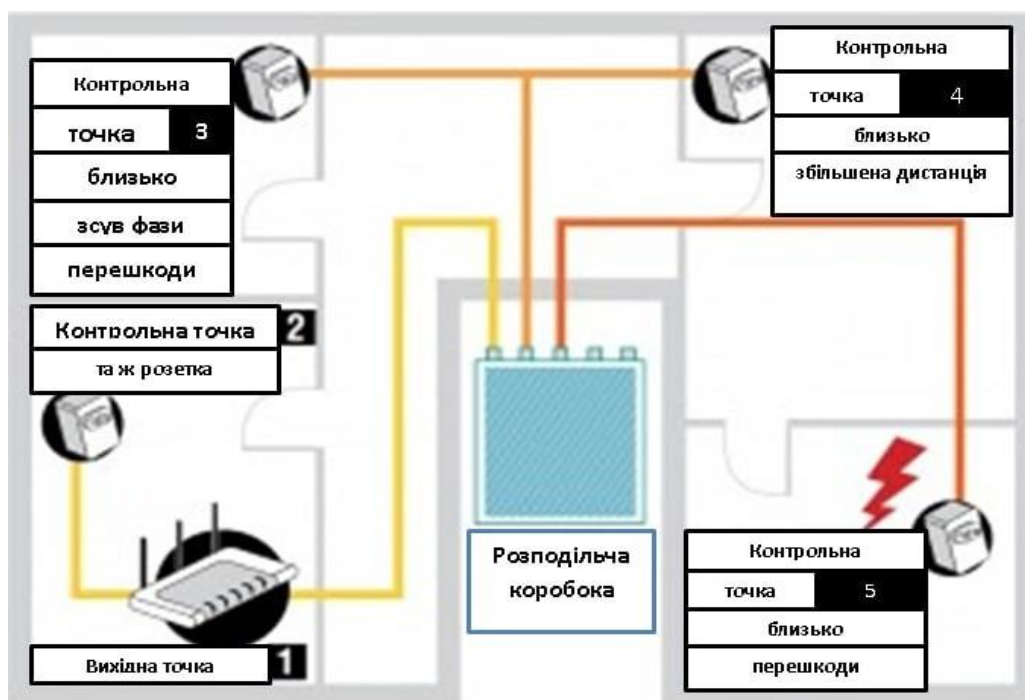 Контрольна
точка 3
близько
зсув фази
перешкоди
Контрольна
точка 4
близько
збільшена дистанція
Контрольна точка 2
та ж розетка
Розподільча
коробока
Контрольна
точка 5
близько
перешкоди
Вихідна точка 1